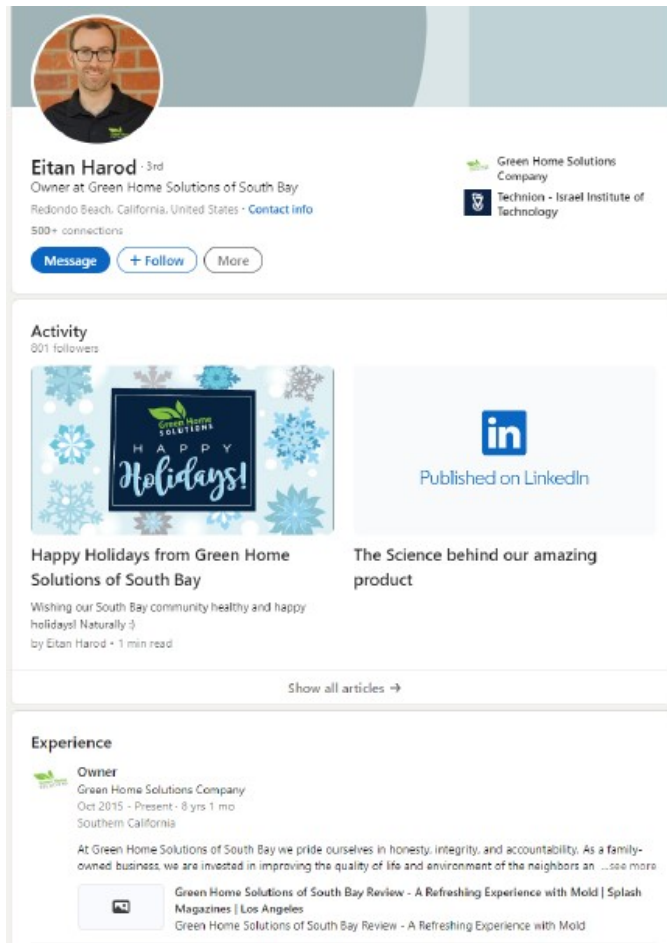 Eitan Harod · 3rd
Owner at Green Home Solutions of South Bay
Redondo Beach, California, United States · Contact info
500+ connections
Message
+ Follow
More
Green Home Solutions
Company
Technion - Israel Institute of
Technology
Activity
801 followers
Green Home
SOLUTIONS
HAPPY
Holidays!
in
Published on LinkedIn
Happy Holidays from Green Home
Solutions of South Bay
Wishing our South Bay community healthy and happy
holidays! Naturally :)
by Eitan Harod • 1 min read
The Science behind our amazing
product
Show all articles →
Experience
Owner
Green Home Solutions Company
Oct 2015 - Present · 8 yrs 1 mo
Southern California
At Green Home Solutions of South Bay we pride ourselves in honesty, integrity, and accountability. As a family-
owned business, we are invested in improving the quality of life and environment of the neighbors an ...see more
Green Home Solutions of South Bay Review - A Refreshing Experience with Mold | Splash
Magazines | Los Angeles
Green Home Solutions of South Bay Review - A Refreshing Experience with Mold